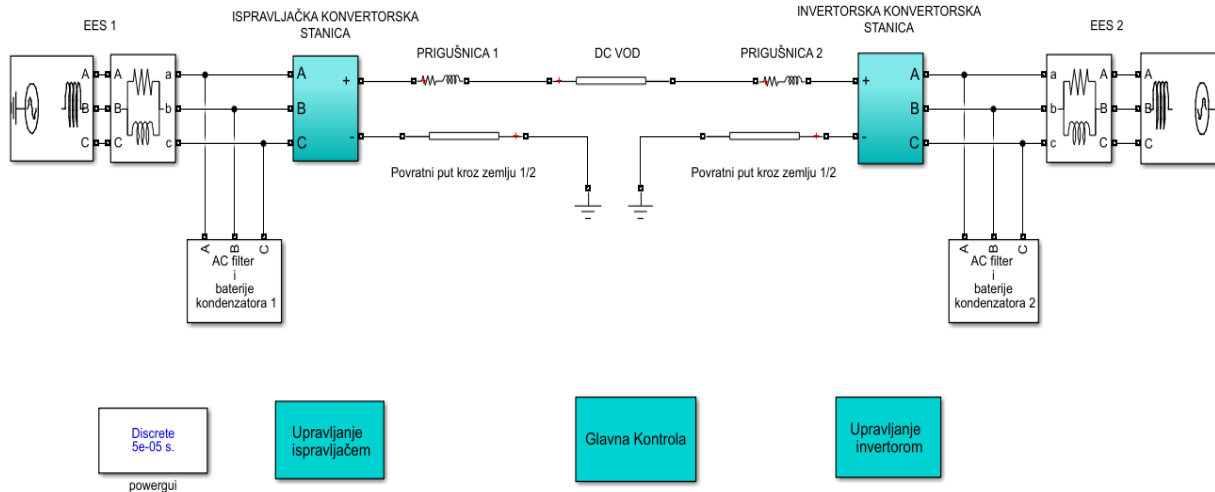 ISPRAVLJAČKA KONVERTORSKA
STANICA
INVERTORSKA KONVERTORSKA
STANICA
EES 1
EES 2
PRIGUŠNICA 1
DC VOD
PRIGUŠNICA 2
A
B
C
A
B
C
a
b
c
A
B
C
+
-
+
-
A
B
C
a
b
c
A
B
C
A
B
C
Povratni put kroz zemlju 1/2
Povratni put kroz zemlju 1/2
A B C
AC filter
i
baterije
kondenzatora 1
A B C
AC filter
i
baterije
kondenzatora 2
Discrete
5e-05 s.
powergui
Upravljanje
ispravljačem
Glavna Kontrola
Upravljanje
invertorom